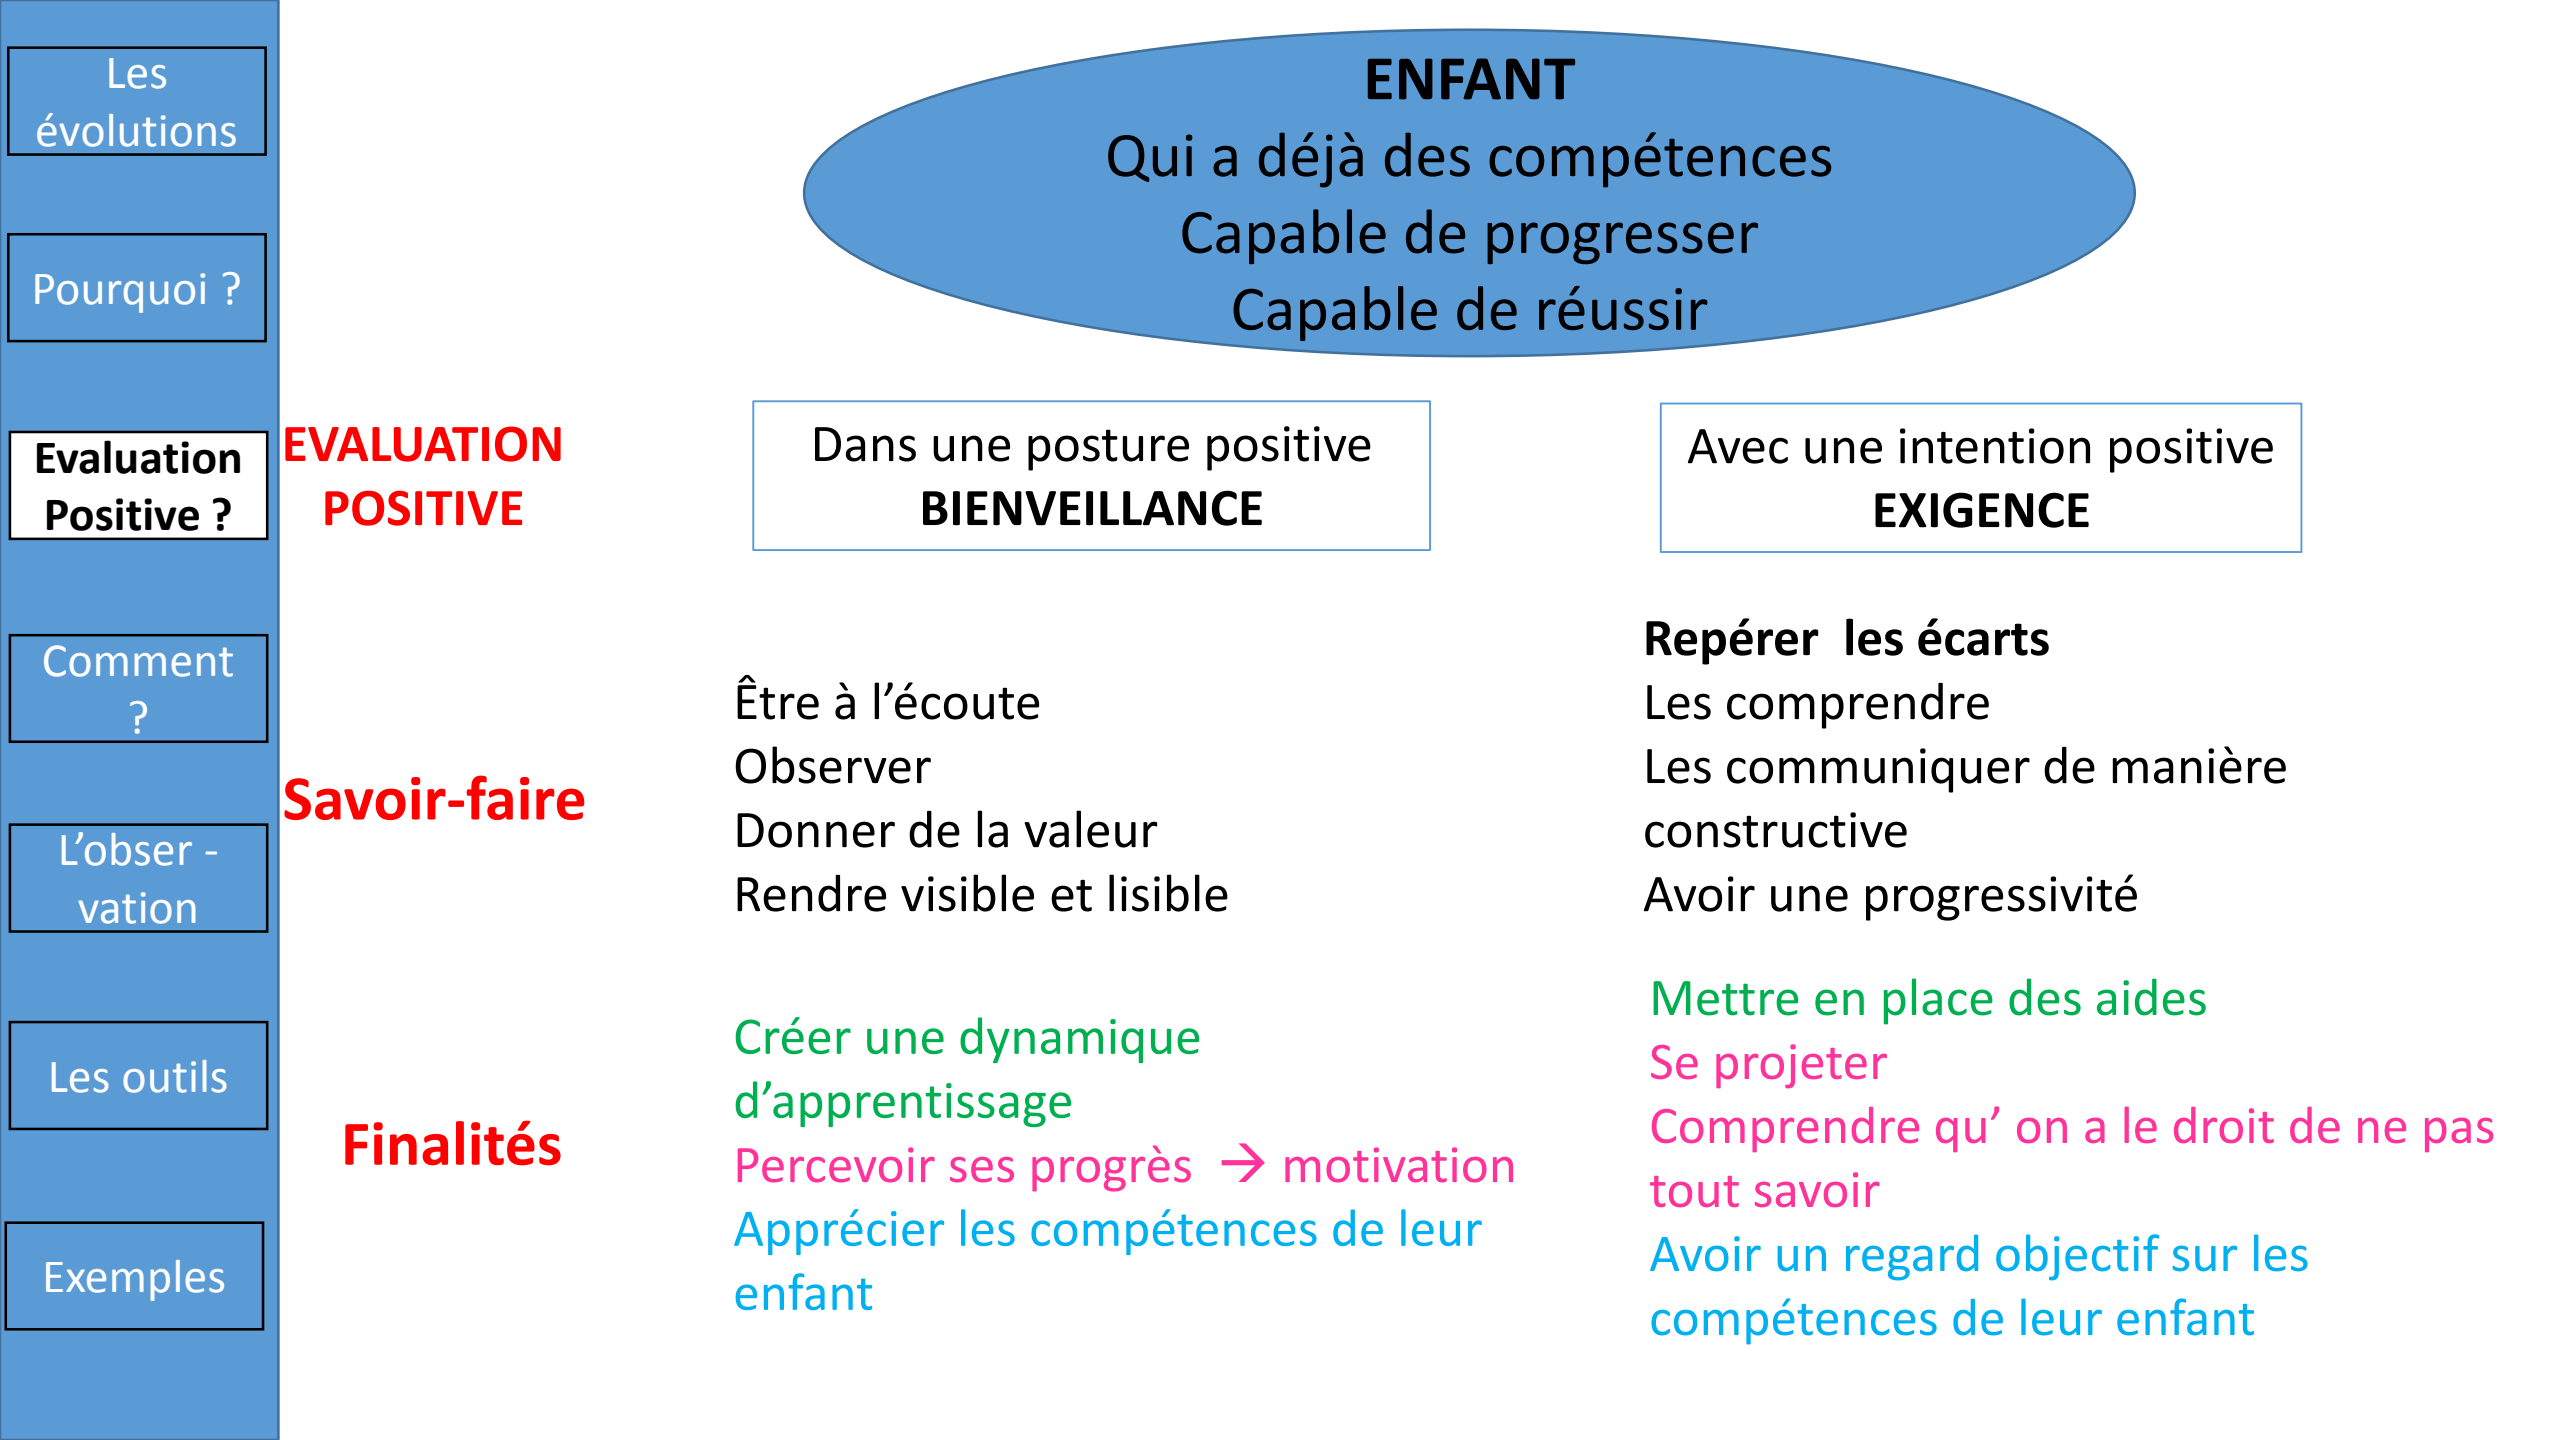 Les
évolutions
Pourquoi ?
Evaluation
Positive ?
Comment
?
L’obser -
vation
Les outils
Exemples
ENFANT
Qui a déjà des compétences
Capable de progresser
Capable de réussir
EVALUATION
POSITIVE
Dans une posture positive
BIENVEILLANCE
Avec une intention positive
EXIGENCE
Savoir-faire
Être à l’écoute
Observer
Donner de la valeur
Rendre visible et lisible
Repérer  les écarts
Les comprendre
Les communiquer de manière
constructive
Avoir une progressivité
Finalités
Créer une dynamique
d’apprentissage
Percevoir ses progrès → motivation
Apprécier les compétences de leur
enfant
Mettre en place des aides
Se projeter
Comprendre qu’ on a le droit de ne pas
tout savoir
Avoir un regard objectif sur les
compétences de leur enfant